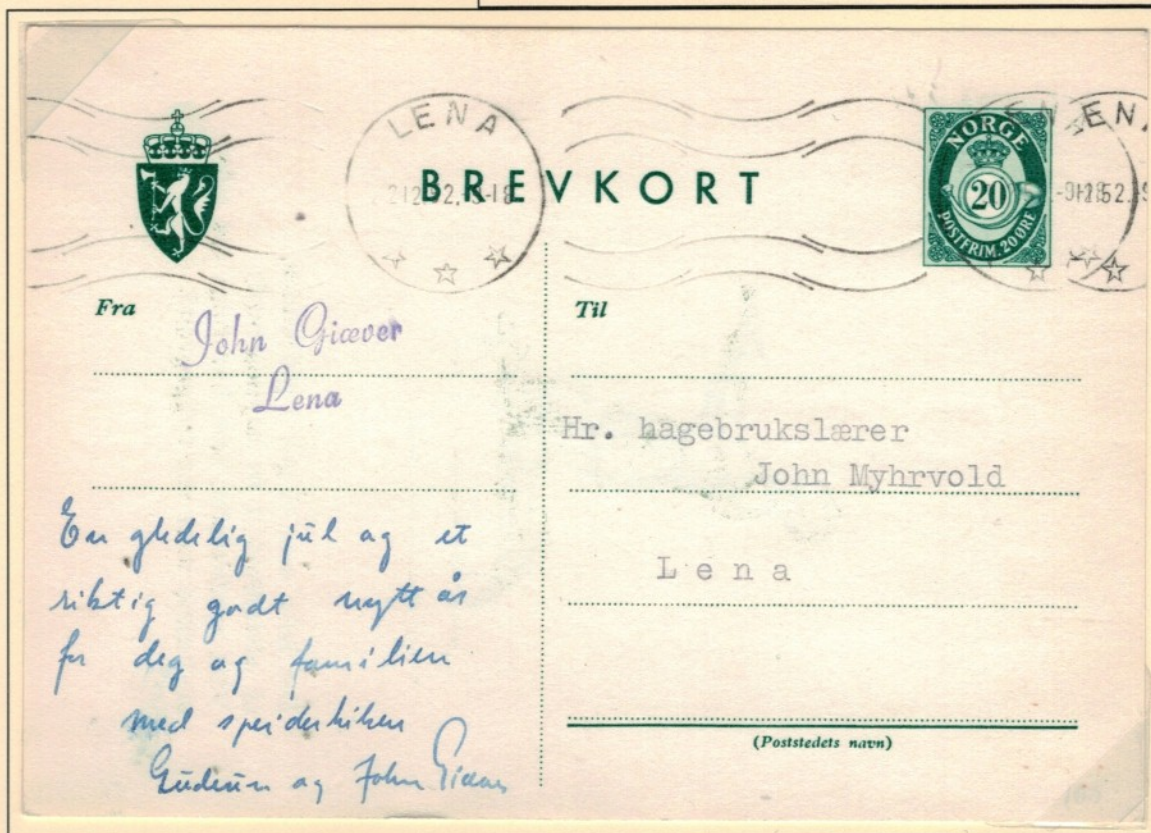 LENA
BREVKORT
NORGE
20
POSTFRIM. 20 ØRE
Fra
John Giæver
Lena
Til
Hr. hagebrukslærer
John Myhrvold
Lena
(Poststedets navn)
En gledelig jul og et
riktig godt nytt år
for deg og familien
med speiderhilsen
Gudrun og John Giæver